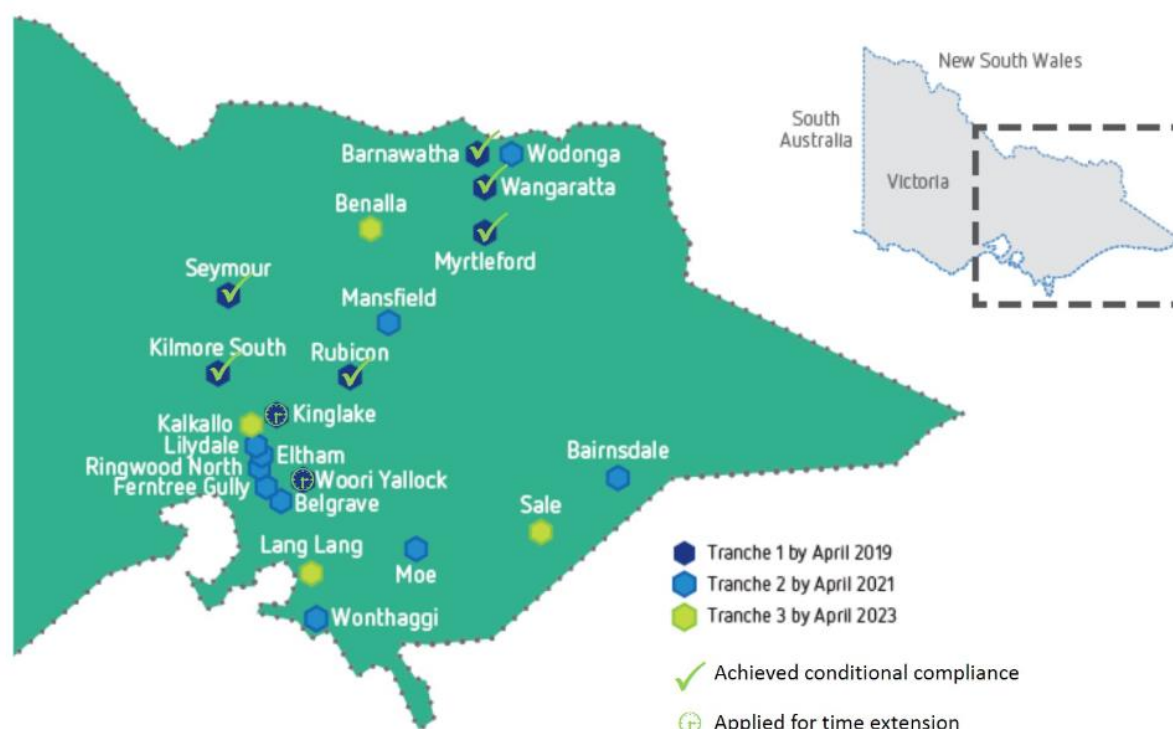 New South Wales
South
Australia
Victoria
Barnawatha
Wodonga
Wangaratta
Benalla
Myrtleford
Seymour
Mansfield
Kilmore South
Rubicon
Kinglake
Kalkallo
Lilydale
Eltham
Ringwood North
Woori Yallock
Ferntree Gully
Belgrave
Bairnsdale
Sale
Lang Lang
Moe
Wonthaggi
Tranche 1 by April 2019
Tranche 2 by April 2021
Tranche 3 by April 2023
Achieved conditional compliance
Applied for time extension